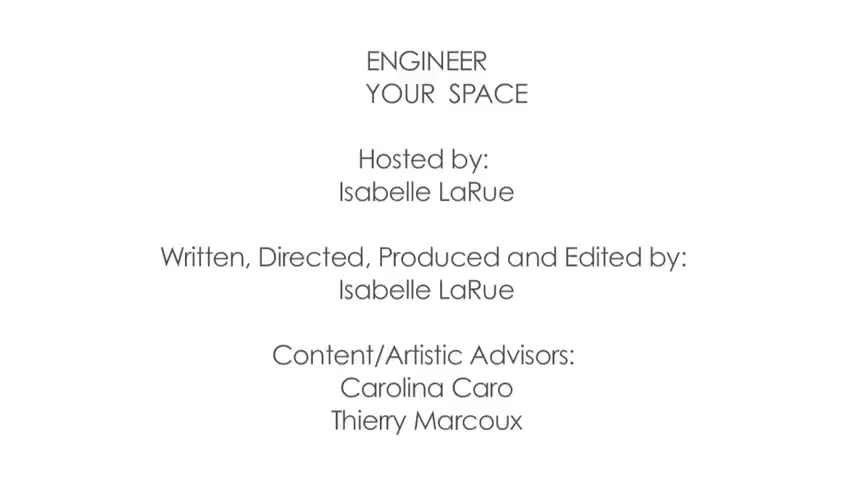 ENGINEER
YOUR SPACE
Hosted by:
Isabelle LaRue
Written, Directed, Produced and Edited by:
Isabelle LaRue
Content/Artistic Advisors:
Carolina Caro
Thierry Marcoux